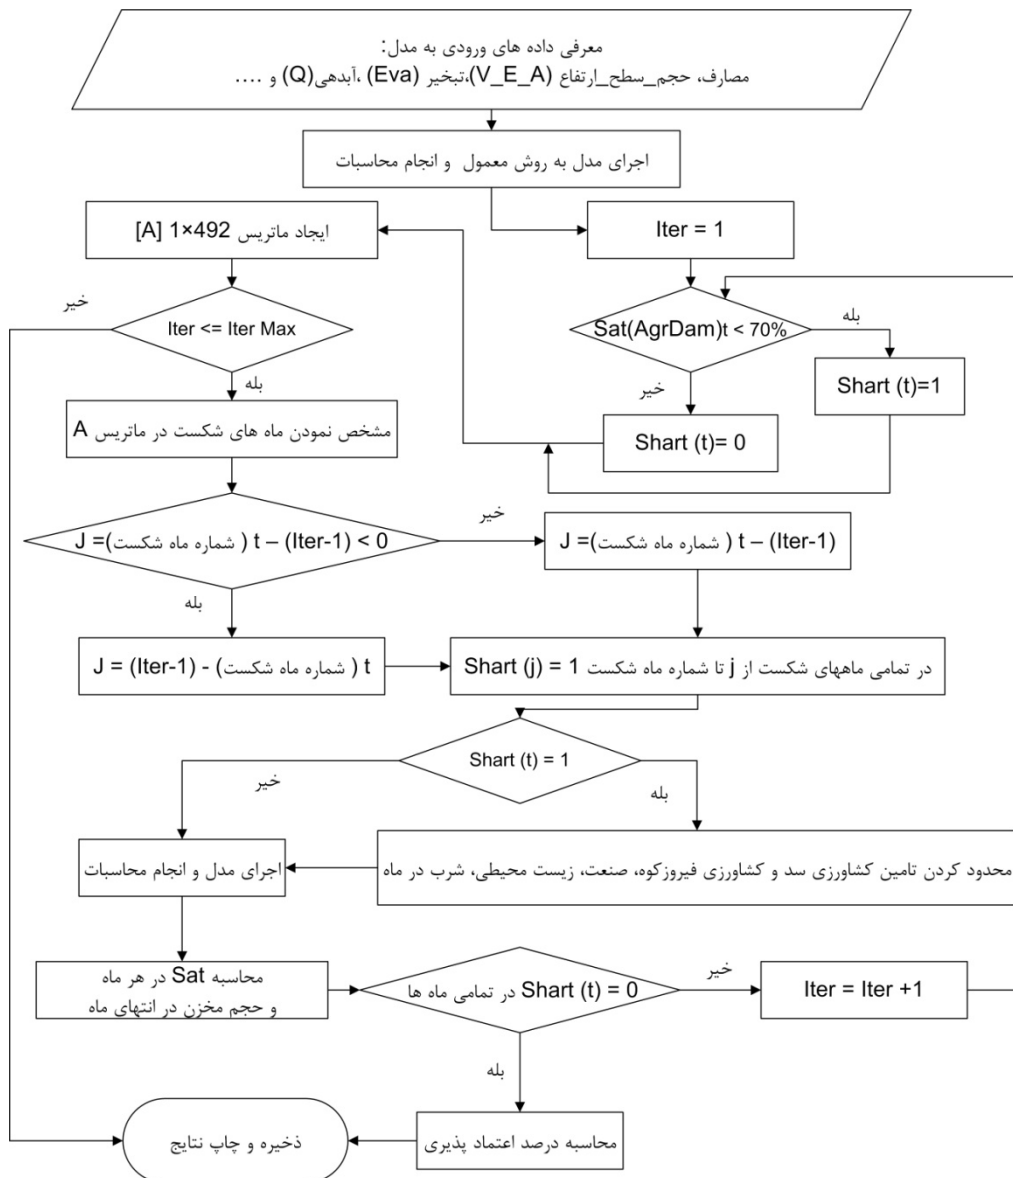 معرفی داده های ورودی به مدل:
مصارف، حجم_سطح_ارتفاع (V_E_A)،تبخیر (Eva) ،آبدهی(Q) و ....
اجرای مدل به روش معمول و انجام محاسبات
ایجاد ماتریس 492×1 [A]
Iter = 1
خیر
Iter <= Iter Max
Sat(AgrDam)t < 70%
بله
بله
خیر
Shart (t)=1
مشخص نمودن ماه های شکست در ماتریس A
Shart (t)= 0
J =(شماره ماه شکست ) t – (Iter-1) < 0
خیر
J =(شماره ماه شکست ) t – (Iter-1)
بله
J = (Iter-1) - (شماره ماه شکست ) t
در تمامی ماههای شکست از j تا شماره ماه شکست Shart (j) = 1
Shart (t) = 1
خیر
بله
اجرای مدل و انجام محاسبات
محدود کردن تامین کشاورزی سد و کشاورزی فیروزکوه، صنعت، زیست محیطی، شرب در ماه
محاسبه Sat در هر ماه
و حجم مخزن در انتهای ماه
Shart (t) = 0 در تمامی ماه ها
خیر
Iter = Iter +1
بله
ذخیره و چاپ نتایج
محاسبه درصد اعتماد پذیری